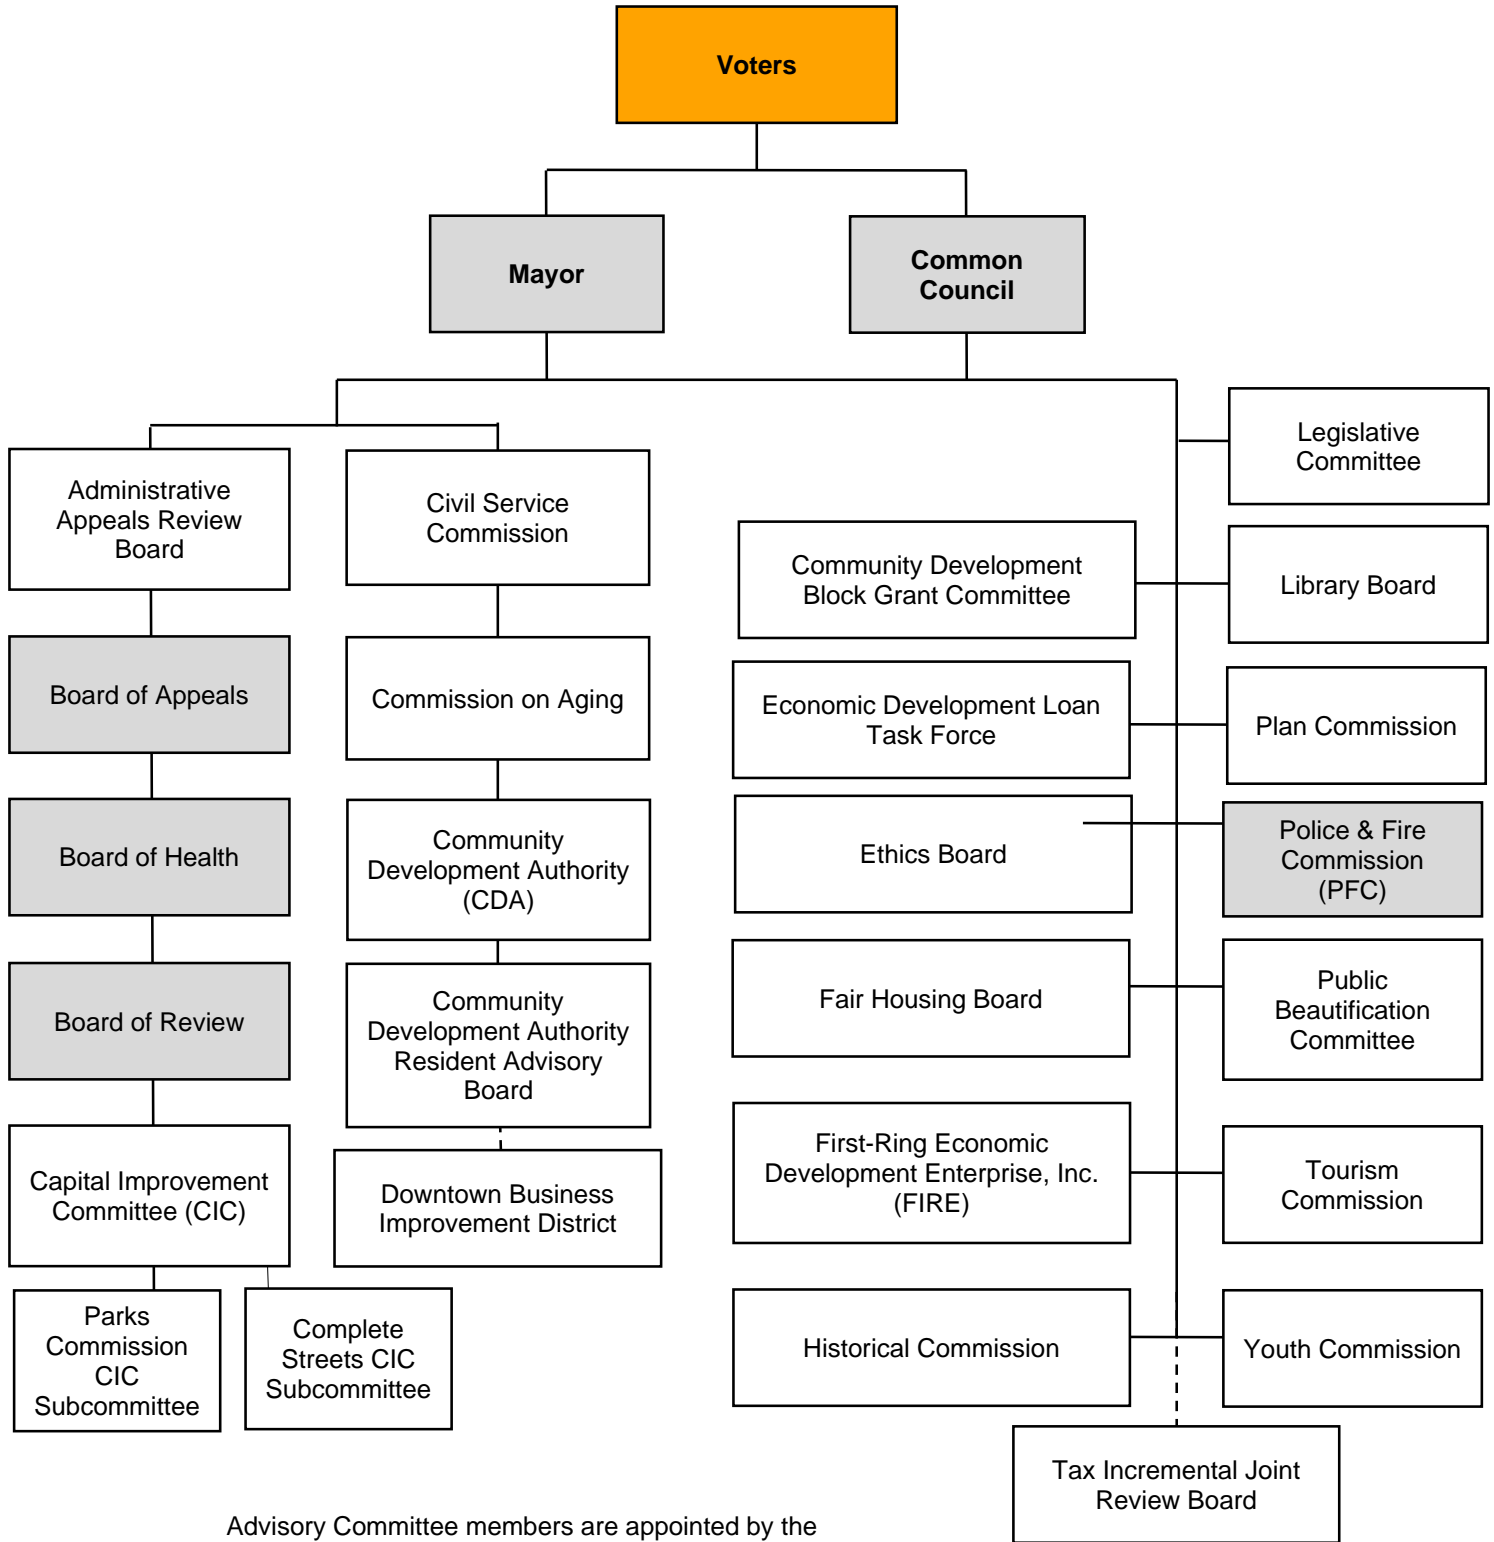 Voters
Mayor
Common
Council
Administrative
Appeals Review
Board
Board of Appeals
Board of Health
Board of Review
Capital Improvement
Committee (CIC)
Parks
Commission
CIC
Subcommittee
Complete
Streets CIC
Subcommittee
Civil Service
Commission
Commission on Aging
Community
Development Authority
(CDA)
Community
Development Authority
Resident Advisory
Board
Downtown Business
Improvement District
Community Development
Block Grant Committee
Economic Development Loan
Task Force
Ethics Board
Fair Housing Board
First-Ring Economic
Development Enterprise, Inc.
(FIRE)
Historical Commission
Legislative
Committee
Library Board
Plan Commission
Police & Fire
Commission
(PFC)
Public
Beautification
Committee
Tourism
Commission
Youth Commission
Tax Incremental Joint
Review Board
Advisory Committee members are appointed by the